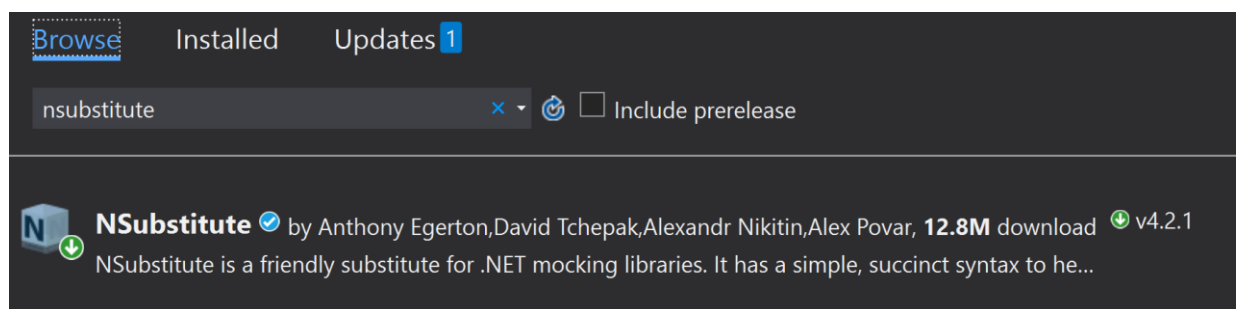 Browse Installed Updates 1
nsubstitute Include prerelease
N NSubstitute by Anthony Egerton,David Tchepak,Alexandr Nikitin,Alex Povar, 12.8M download v4.2.1
NSubstitute is a friendly substitute for .NET mocking libraries. It has a simple, succinct syntax to he...